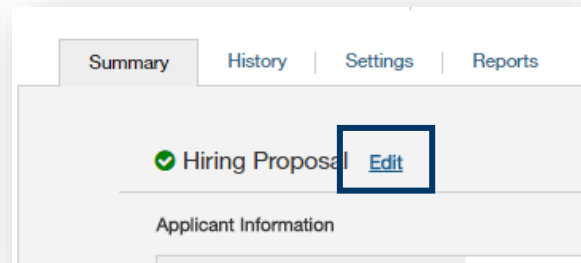 Summary History Settings Reports
Hiring Proposal Edit
Applicant Information